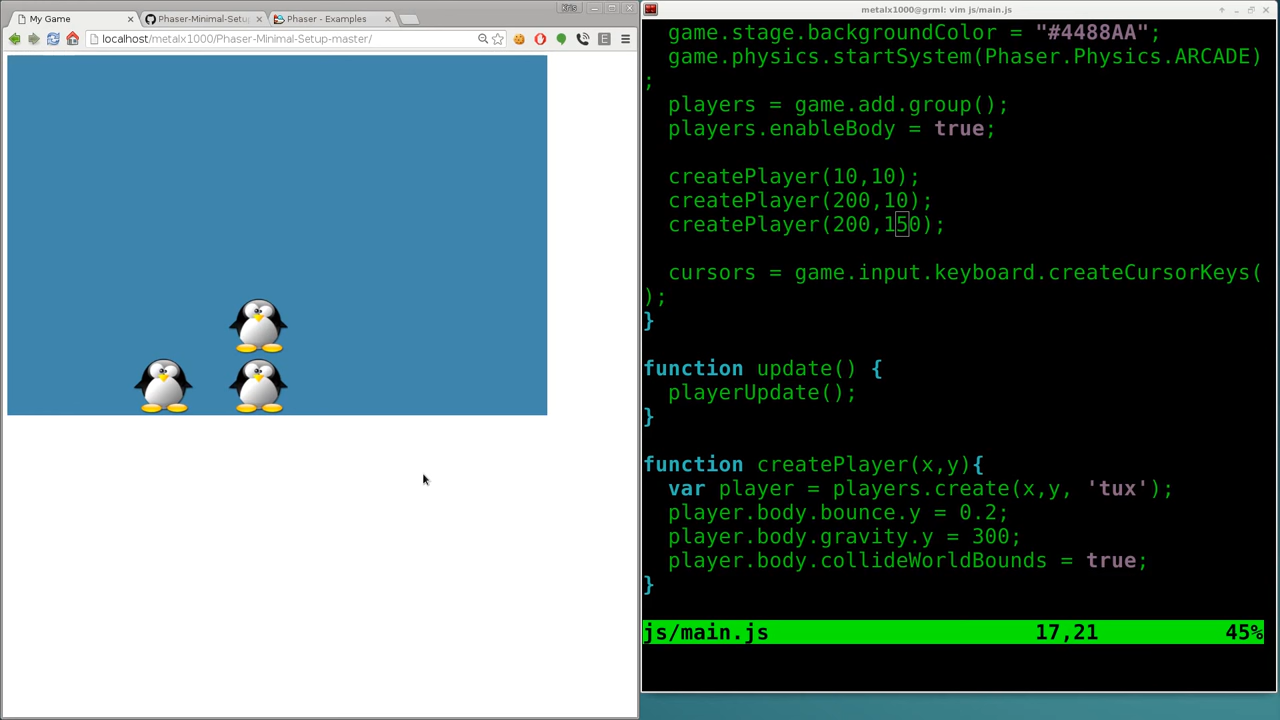 My Game
Phaser-Minimal-Setu
Phaser - Examples
Kris
localhost/metalx1000/Phaser-Minimal-Setup-master/
E
metalx1000@grml: vim js/main.js
game.stage.backgroundColor = "#4488AA";
game.physics.startSystem(Phaser.Physics.ARCADE)
;
players = game.add.group();
players.enableBody = true;
createPlayer(10,10);
createPlayer(200,10);
createPlayer(200,150);
cursors = game.input.keyboard.createCursorKeys(
);
}
function update() {
playerUpdate();
}
function createPlayer(x,y){
var player = players.create(x,y, 'tux');
player.body.bounce.y = 0.2;
player.body.gravity.y = 300;
player.body.collideWorldBounds = true;
}
js/main.js 17,21 45%